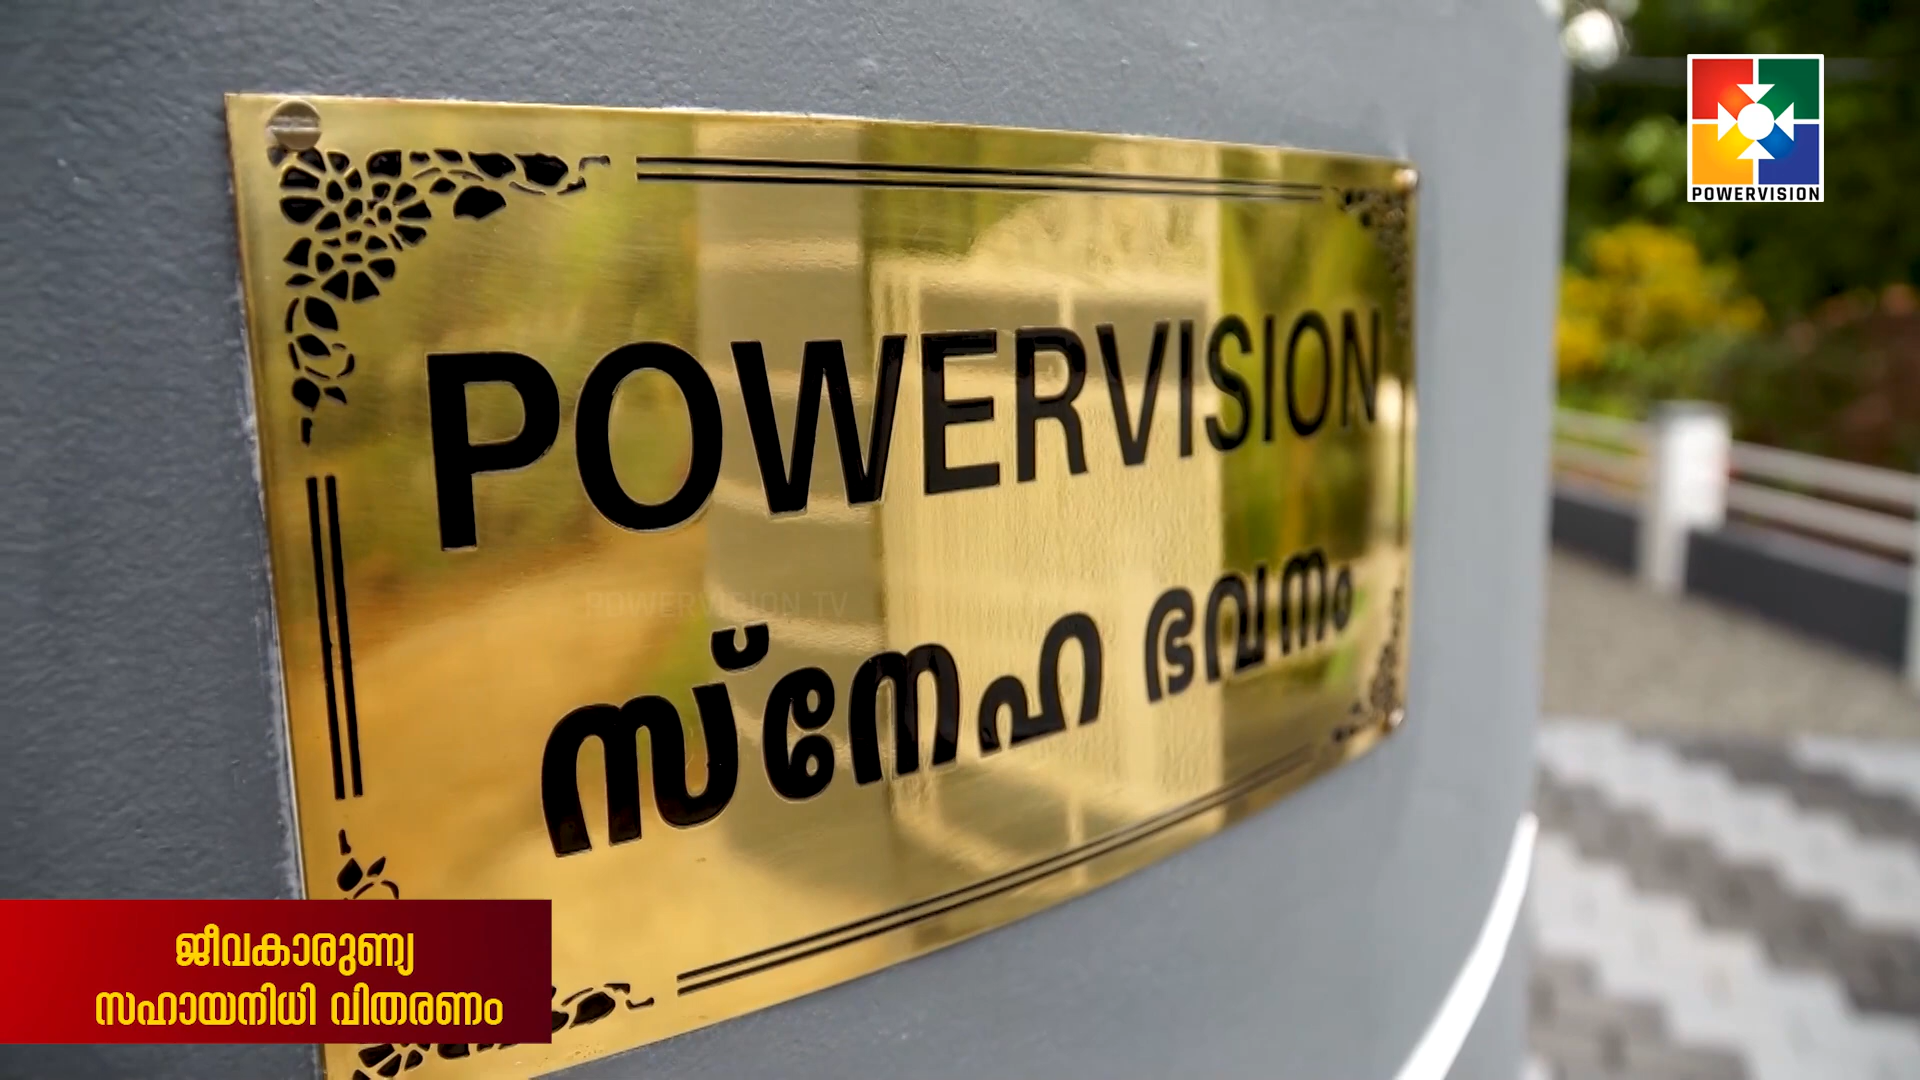 POWERVISION
POWERVISION
POWERVISION TV
സ്നേഹ ഭവനം
ജീവകാരുണ്യ
സഹായനിധി വിതരണം